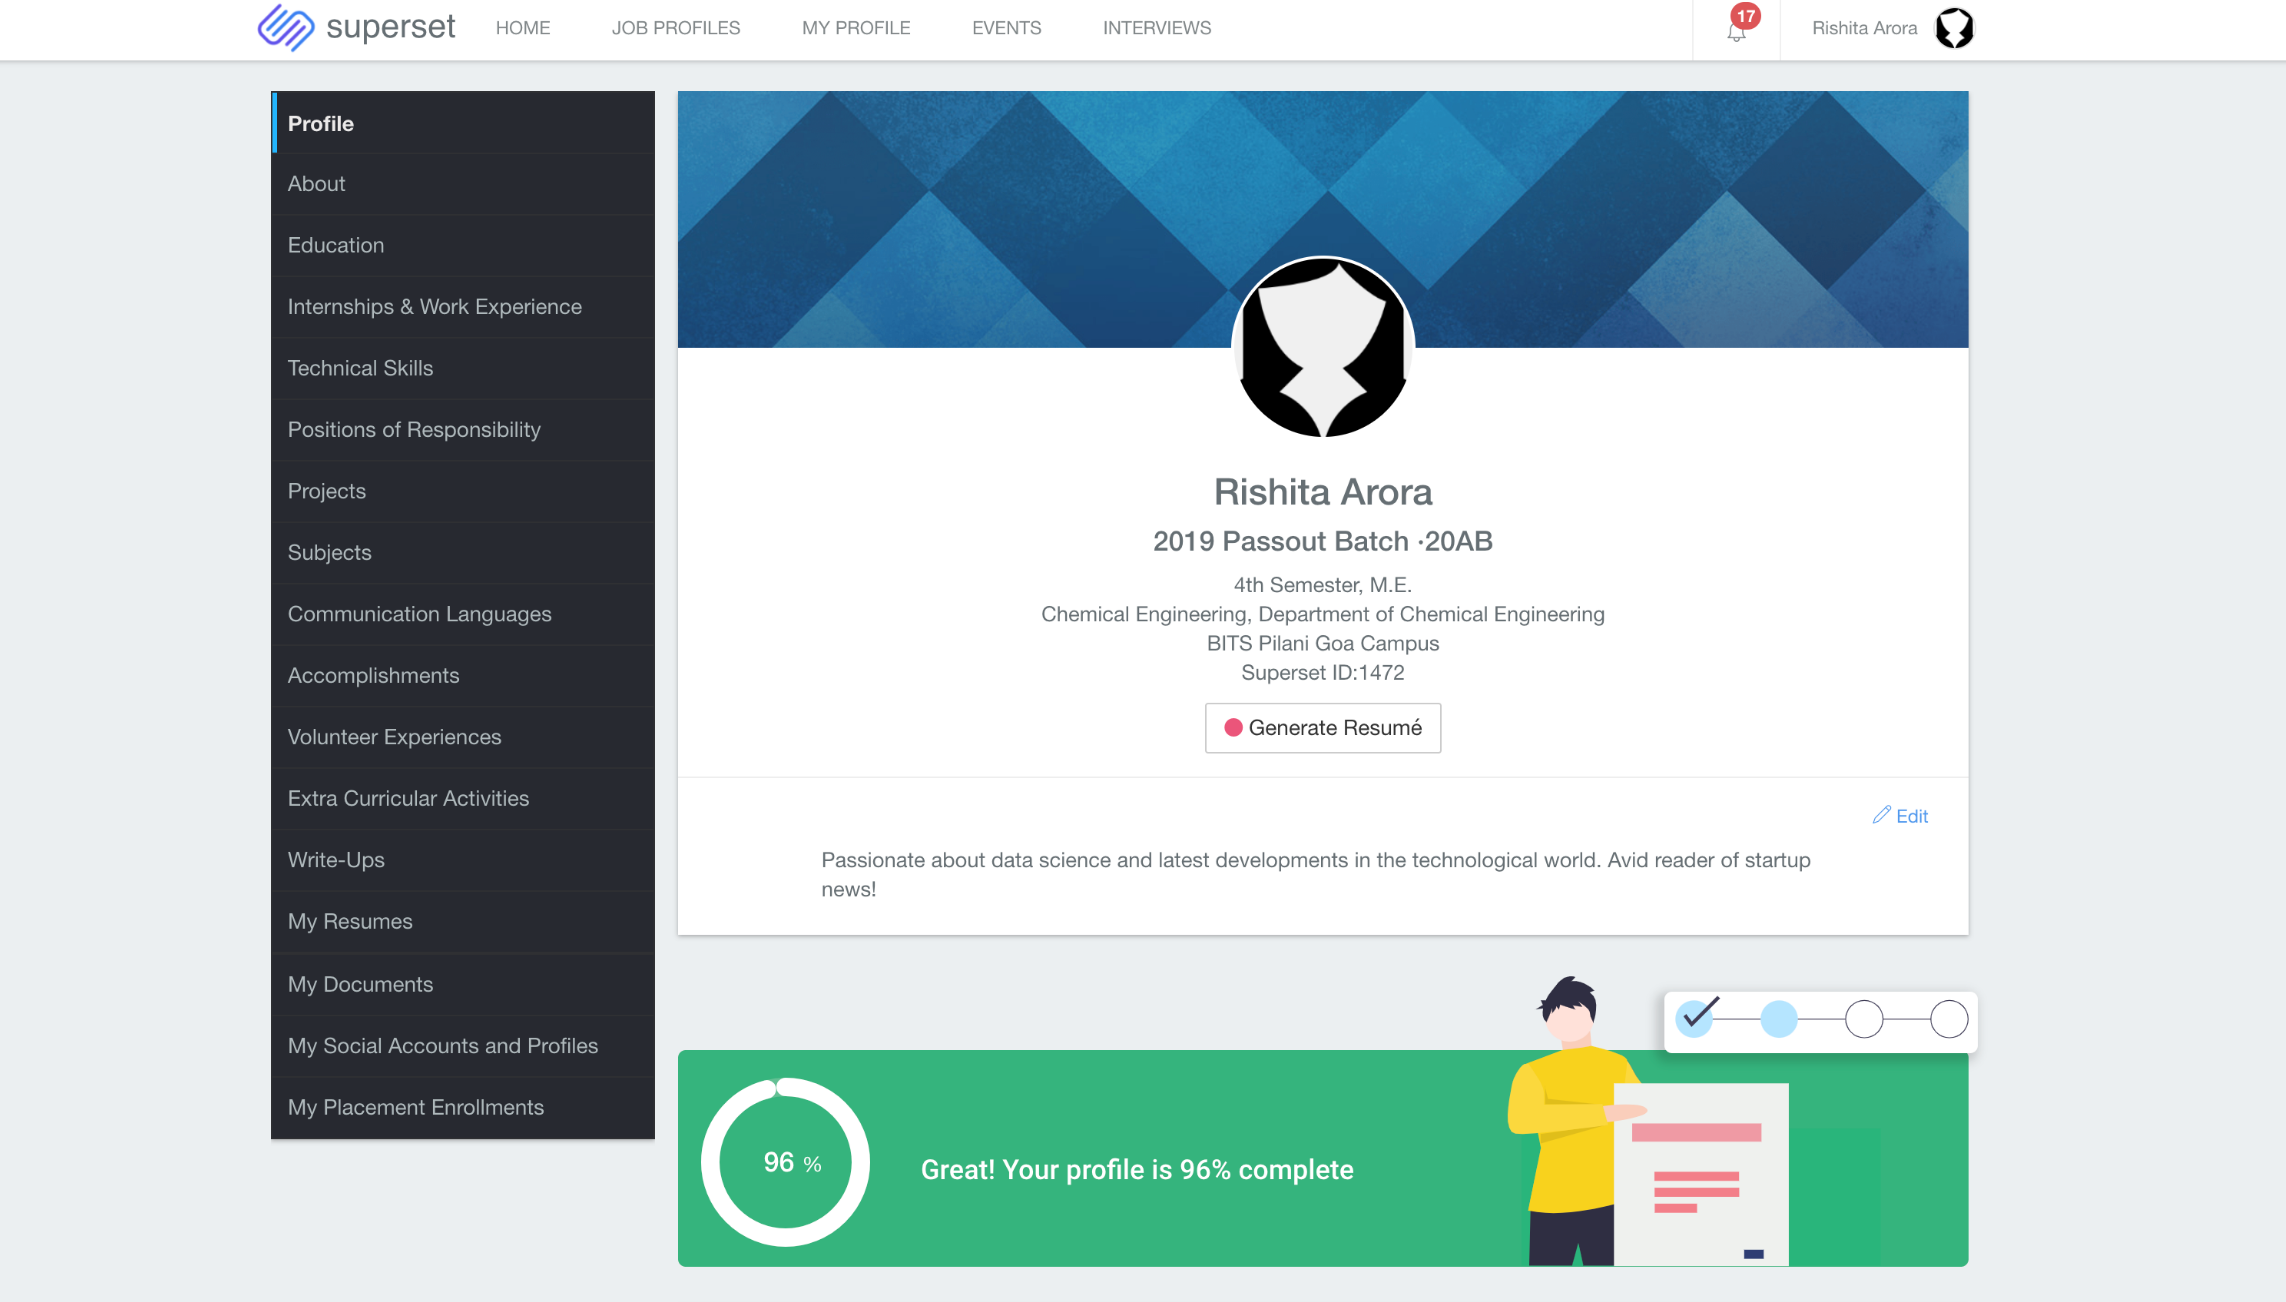 superset
HOME
JOB PROFILES
MY PROFILE
EVENTS
INTERVIEWS
17
Rishita Arora
Profile
About
Education
Internships & Work Experience
Technical Skills
Positions of Responsibility
Projects
Subjects
Communication Languages
Accomplishments
Volunteer Experiences
Extra Curricular Activities
Write-Ups
My Resumes
My Documents
My Social Accounts and Profiles
My Placement Enrollments
Rishita Arora
2019 Passout Batch ·20AB
4th Semester, M.E.
Chemical Engineering, Department of Chemical Engineering
BITS Pilani Goa Campus
Superset ID:1472
Generate Resumé
Edit
Passionate about data science and latest developments in the technological world. Avid reader of startup
news!
96 %
Great! Your profile is 96% complete